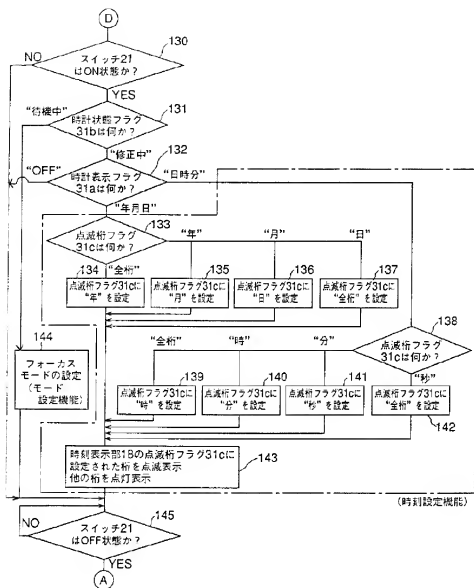 D
130
NO
スイッチ21
はON状態か?
YES
131
“待機中”
時計状態フラグ
31bは何か?
“修正中”
132
“OFF”
時計表示フラグ
31aは何か?
“日時分”
“年月日”
133
点滅桁フラグ
31cは何か?
“年”
“月”
“日”
134
“全桁”
135
136
137
点滅桁フラグ31cに
“年”を設定
点滅桁フラグ31cに
“月”を設定
点滅桁フラグ31cに
“日”を設定
点滅桁フラグ31cに
“全桁”を設定
138
144
“全桁”
“時”
“分”
点滅桁フラグ
31cは何か?
フォーカス
モードの設定
(モード
設定機能)
139
140
141
“秒”
点滅桁フラグ31cに
“時”を設定
点滅桁フラグ31cに
“分”を設定
点滅桁フラグ31cに
“秒”を設定
点滅桁フラグ31cに
“全桁”を設定
142
時刻表示部18の点滅桁フラグ31cに
設定された桁を点滅表示
他の桁を点灯表示
143
(時刻設定機能)
145
NO
スイッチ21
はOFF状態か?
YES
A